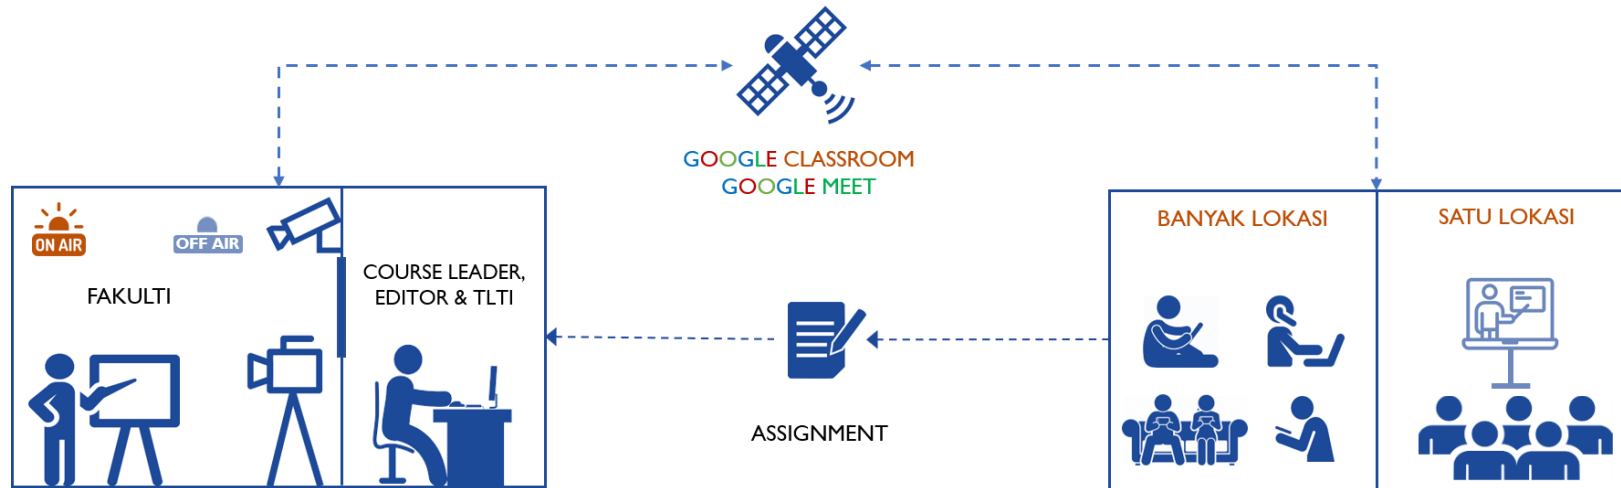 GOOGLE CLASSROOM
GOOGLE MEET
ON AIR
OFF AIR
FAKULTI
COURSE LEADER,
EDITOR & TLTI
ASSIGNMENT
BANYAK LOKASI
SATU LOKASI